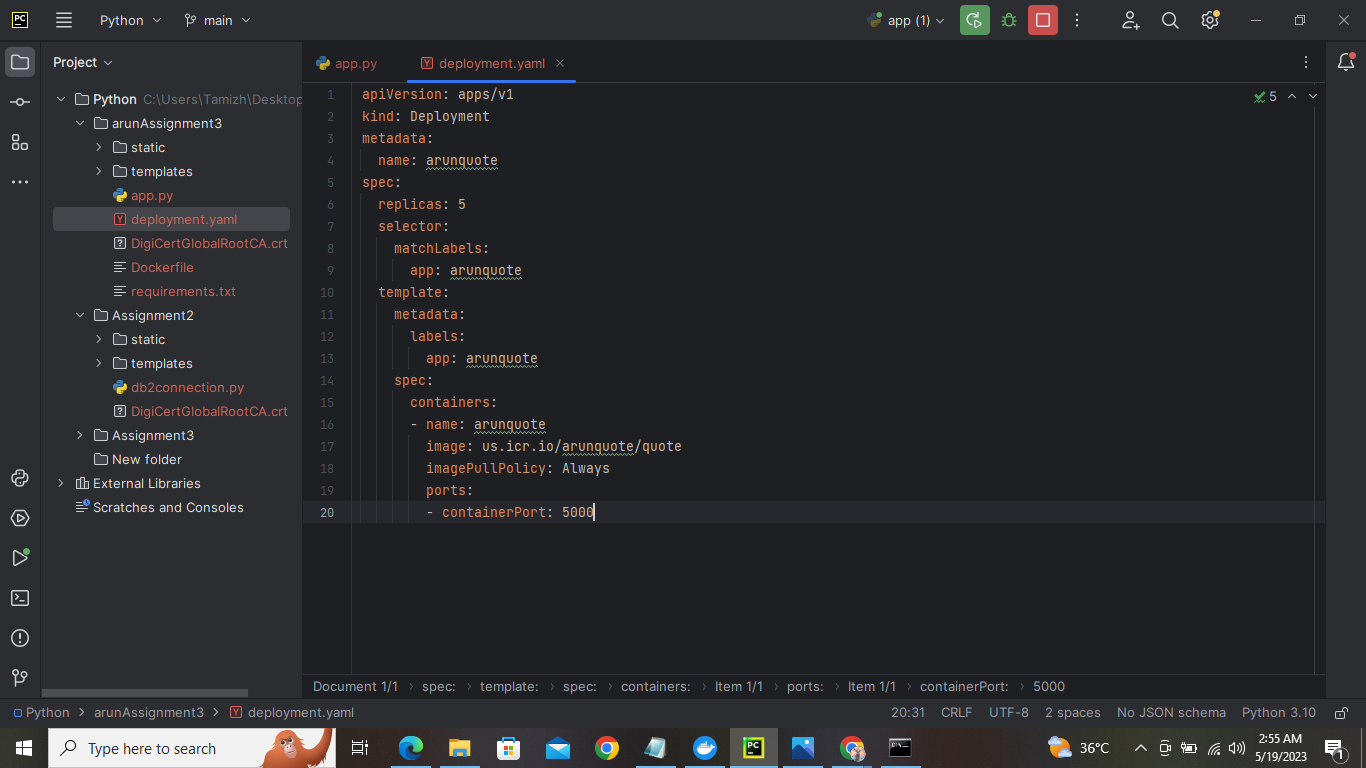 PC Python main app (1)
Project
app.py deployment.yaml
Python C:\Users\Tamizh\Desktop
arunAssignment3
static
templates
app.py
deployment.yaml
DigiCertGlobalRootCA.crt
Dockerfile
requirements.txt
Assignment2
static
templates
db2connection.py
DigiCertGlobalRootCA.crt
Assignment3
New folder
External Libraries
Scratches and Consoles
5
1 apiVersion: apps/v1
2 kind: Deployment
3 metadata:
4 name: arunquote
5 spec:
6 replicas: 5
7 selector:
8 matchLabels:
9 app: arunquote
10 template:
11 metadata:
12 labels:
13 app: arunquote
14 spec:
15 containers:
16 - name: arunquote
17 image: us.icr.io/arunquote/quote
18 imagePullPolicy: Always
19 ports:
20 - containerPort: 5000
Document 1/1 › spec: › template: › spec: › containers: › Item 1/1 › ports: › Item 1/1 › containerPort: › 5000
Python › arunAssignment3 › deployment.yaml 20:31 CRLF UTF-8 2 spaces No JSON schema Python 3.10
Type here to search PC 36°C 2:55 AM
5/19/2023 1